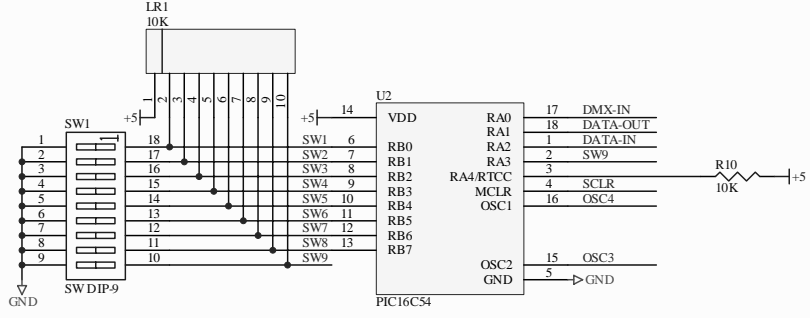 LR1
10K
1 2 3 4 5 6 7 8 9 10
+5
SW1
1
1 18 SW1
2 17 SW2
3 16 SW3
4 15 SW4
5 14 SW5
6 13 SW6
7 12 SW7
8 11 SW8
9 10 SW9
GND
SW DIP-9
U2
+5 14 VDD
6 RB0
7 RB1
8 RB2
9 RB3
10 RB4
11 RB5
12 RB6
13 RB7
RA0 17 DMX-IN
RA1 18 DATA-OUT
RA2 1 DATA-IN
RA3 2 SW9
RA4/RTCC 3
MCLR 4 SCLR
OSC1 16 OSC4
OSC2 15 OSC3
GND 5 GND
PIC16C54
R10
10K
+5